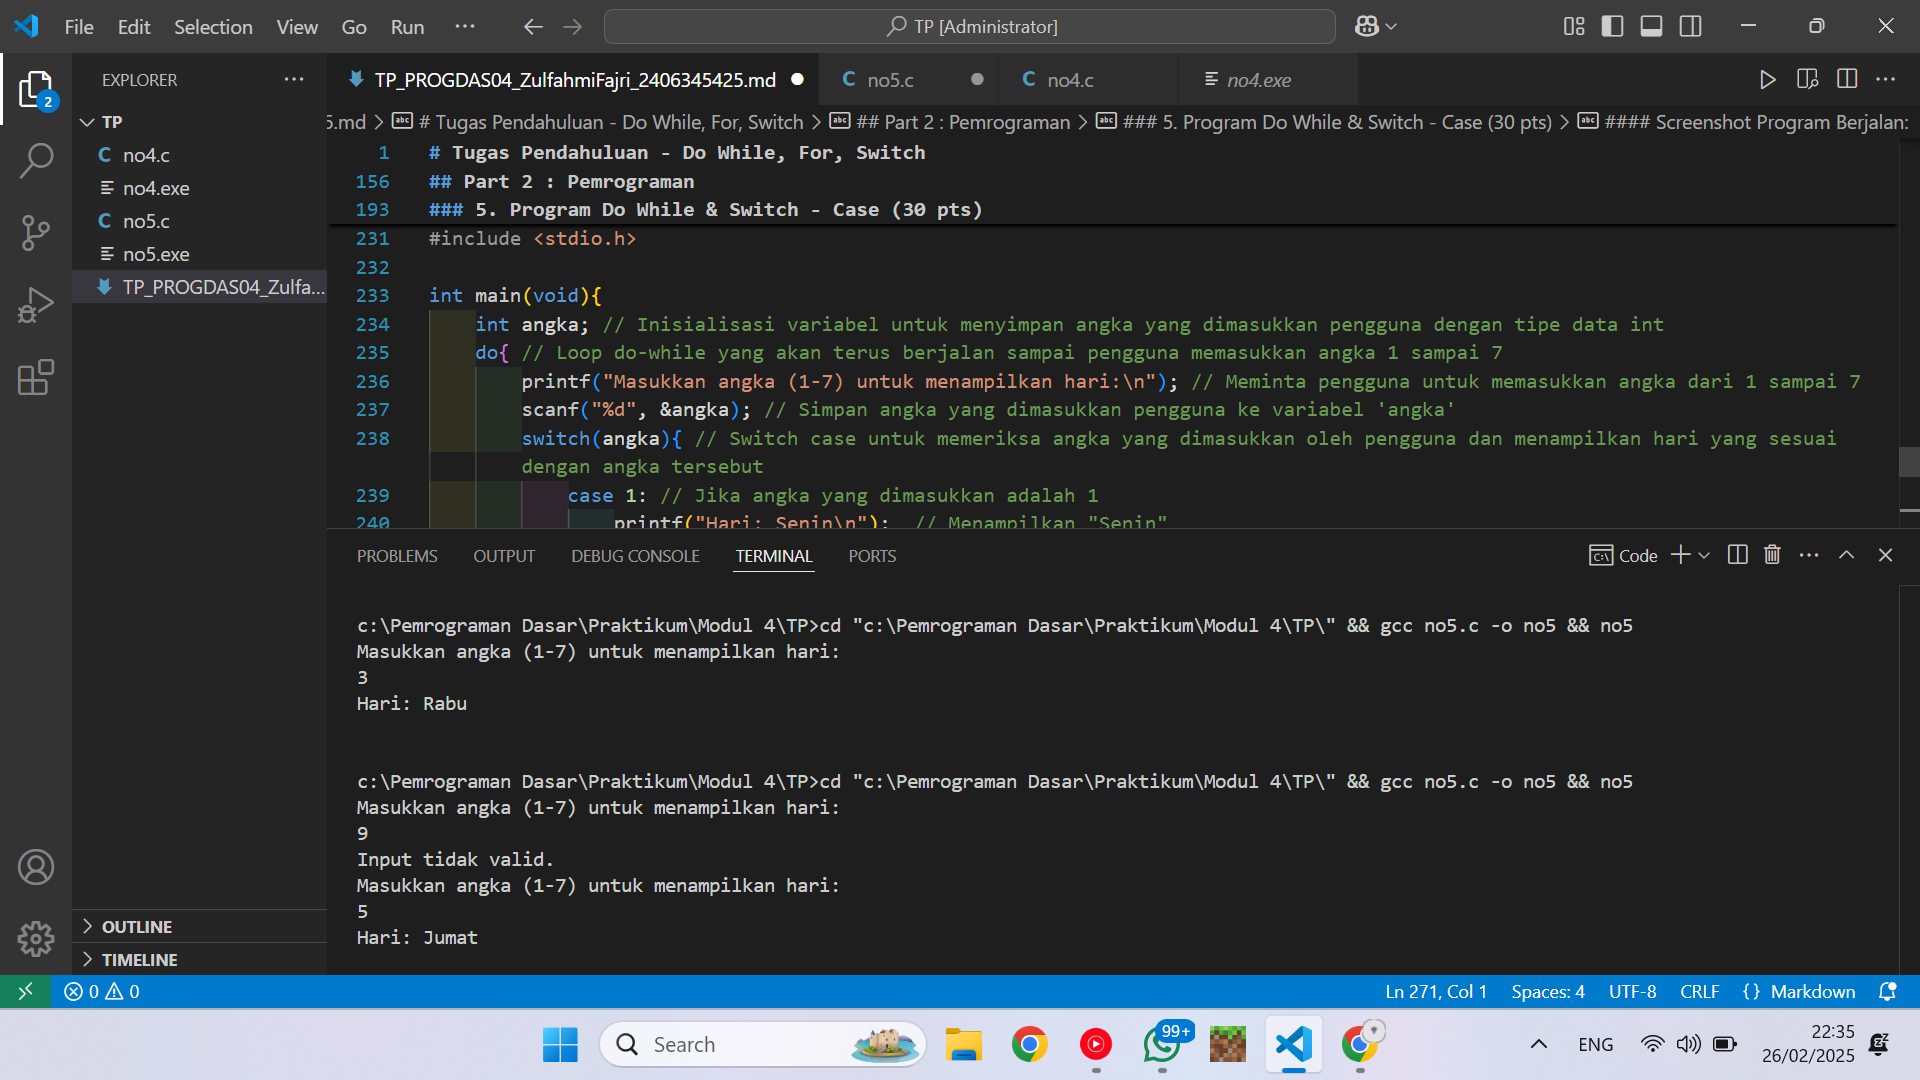 File Edit Selection View Go Run ··· TP [Administrator]
EXPLORER ···
TP_PROGDAS04_ZulfahmiFajri_2406345425.md no5.c no4.c no4.exe
TP
no4.c
no4.exe
no5.c
no5.exe
TP_PROGDAS04_Zulfa...
OUTLINE
TIMELINE
5.md > # Tugas Pendahuluan - Do While, For, Switch > ## Part 2 : Pemrograman > ### 5. Program Do While & Switch - Case (30 pts) > #### Screenshot Program Berjalan:
1 # Tugas Pendahuluan - Do While, For, Switch
156 ## Part 2 : Pemrograman
193 ### 5. Program Do While & Switch - Case (30 pts)
231 #include <stdio.h>
232
233 int main(void){
234 int angka; // Inisialisasi variabel untuk menyimpan angka yang dimasukkan pengguna dengan tipe data int
235 do{ // Loop do-while yang akan terus berjalan sampai pengguna memasukkan angka 1 sampai 7
236 printf("Masukkan angka (1-7) untuk menampilkan hari:\n"); // Meminta pengguna untuk memasukkan angka dari 1 sampai 7
237 scanf("%d", &angka); // Simpan angka yang dimasukkan pengguna ke variabel 'angka'
238 switch(angka){ // Switch case untuk memeriksa angka yang dimasukkan oleh pengguna dan menampilkan hari yang sesuai
dengan angka tersebut
239 case 1: // Jika angka yang dimasukkan adalah 1
240 printf("Hari: Senin\n"); // Menampilkan "Senin"
PROBLEMS OUTPUT DEBUG CONSOLE TERMINAL PORTS Code
c:\Pemrograman Dasar\Praktikum\Modul 4\TP>cd "c:\Pemrograman Dasar\Praktikum\Modul 4\TP\" && gcc no5.c -o no5 && no5
Masukkan angka (1-7) untuk menampilkan hari:
3
Hari: Rabu
c:\Pemrograman Dasar\Praktikum\Modul 4\TP>cd "c:\Pemrograman Dasar\Praktikum\Modul 4\TP\" && gcc no5.c -o no5 && no5
Masukkan angka (1-7) untuk menampilkan hari:
9
Input tidak valid.
Masukkan angka (1-7) untuk menampilkan hari:
5
Hari: Jumat
0 0 Ln 271, Col 1 Spaces: 4 UTF-8 CRLF {} Markdown
Search 99+ ENG 22:35
26/02/2025
2